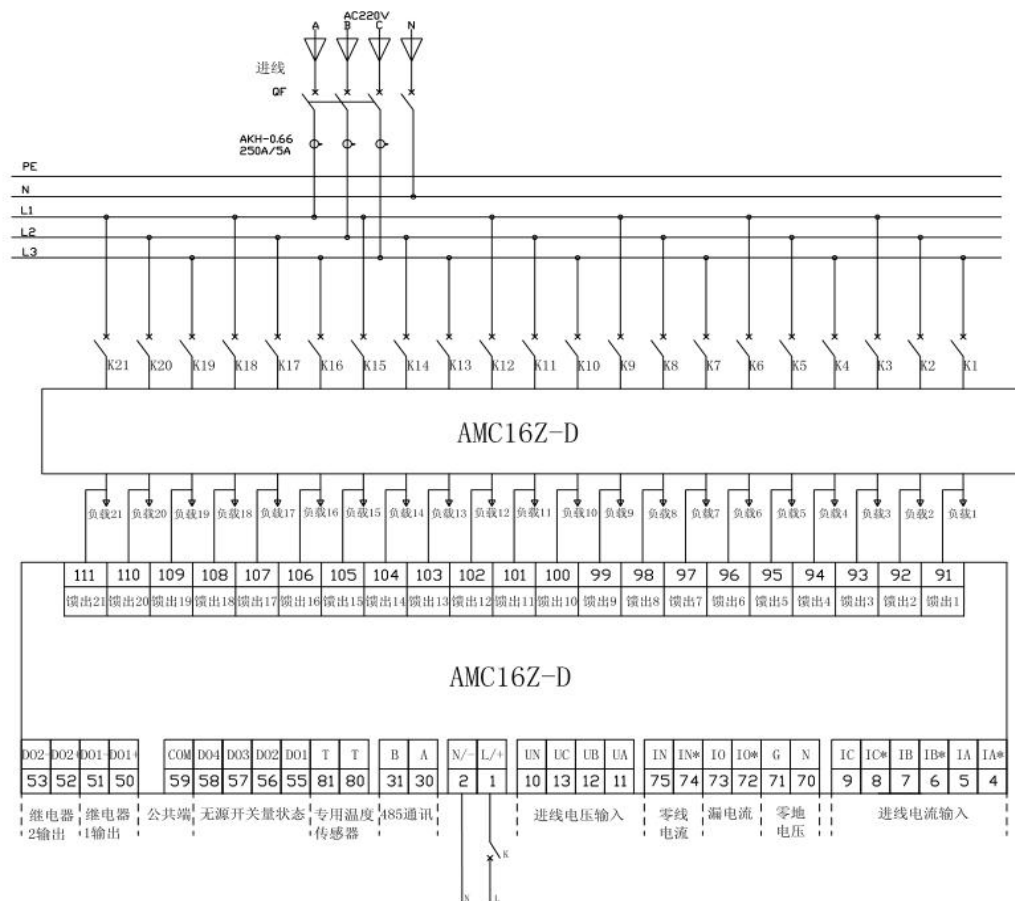 AC220V
A B C N
进线
QF
AKH-0.66
250A/5A
PE
N
L1
L2
L3
K21 K20 K19 K18 K17 K16 K15 K14 K13 K12 K11 K10 K9 K8 K7 K6 K5 K4 K3 K2 K1
AMC16Z-D
负载21 负载20 负载19 负载18 负载17 负载16 负载15 负载14 负载13 负载12 负载11 负载10 负载9 负载8 负载7 负载6 负载5 负载4 负载3 负载2 负载1
111 110 109 108 107 106 105 104 103 102 101 100 99 98 97 96 95 94 93 92 91
馈出21 馈出20 馈出19 馈出18 馈出17 馈出16 馈出15 馈出14 馈出13 馈出12 馈出11 馈出10 馈出9 馈出8 馈出7 馈出6 馈出5 馈出4 馈出3 馈出2 馈出1
AMC16Z-D
DO2- DO2+ DO1- DO1+ COM DO4 DO3 DO2 DO1 T T B A N/- L/+ UN UC UB UA IN IN* IO IO* G N IC IC* IB IB* IA IA*
53 52 51 50 59 58 57 56 55 81 80 31 30 2 1 10 13 12 11 75 74 73 72 71 70 9 8 7 6 5 4
继电器 继电器 公共端 无源开关量状态 专用温度 485通讯 进线电压输入 零线 漏电流 零地 进线电流输入
2输出 1输出 传感器 电流 电压
K
N L